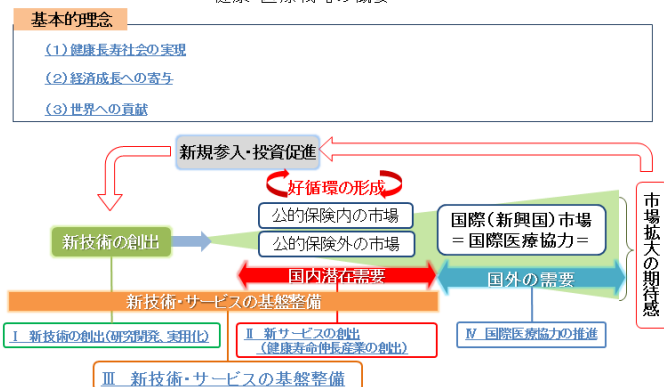 基本的理念
(1)健康長寿社会の実現
(2)経済成長への寄与
(3)世界への貢献
新規参入・投資促進
好循環の形成
公的保険内の市場
公的保険外の市場
国際(新興国)市場
=国際医療協力=
市場拡大の期待感
新技術の創出
国内潜在需要
国外の需要
新技術・サービスの基盤整備
Ⅰ 新技術の創出(研究開発、実用化)
Ⅱ 新サービスの創出
(健康寿命伸長産業の創出)
Ⅳ 国際医療協力の推進
Ⅲ 新技術・サービスの基盤整備